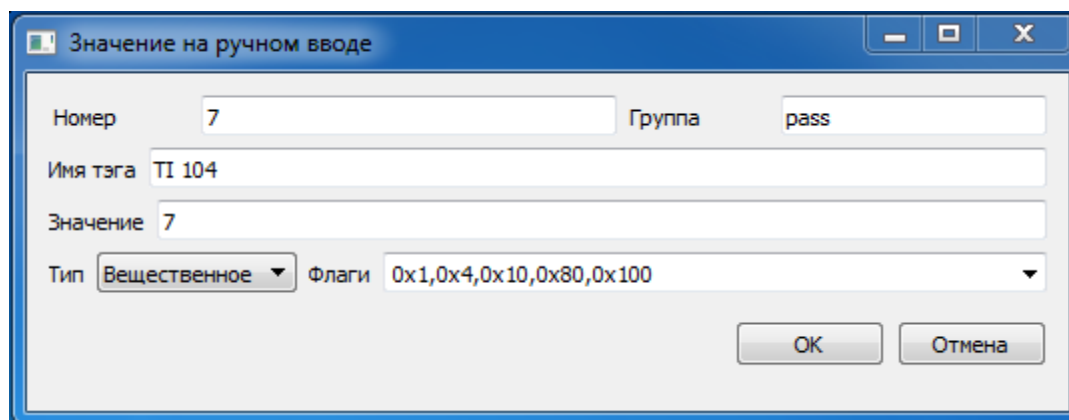 Значение на ручном вводе
Номер 7 Группа pass
Имя тэга TI 104
Значение 7
Тип Вещественное Флаги 0x1,0x4,0x10,0x80,0x100
OK Отмена